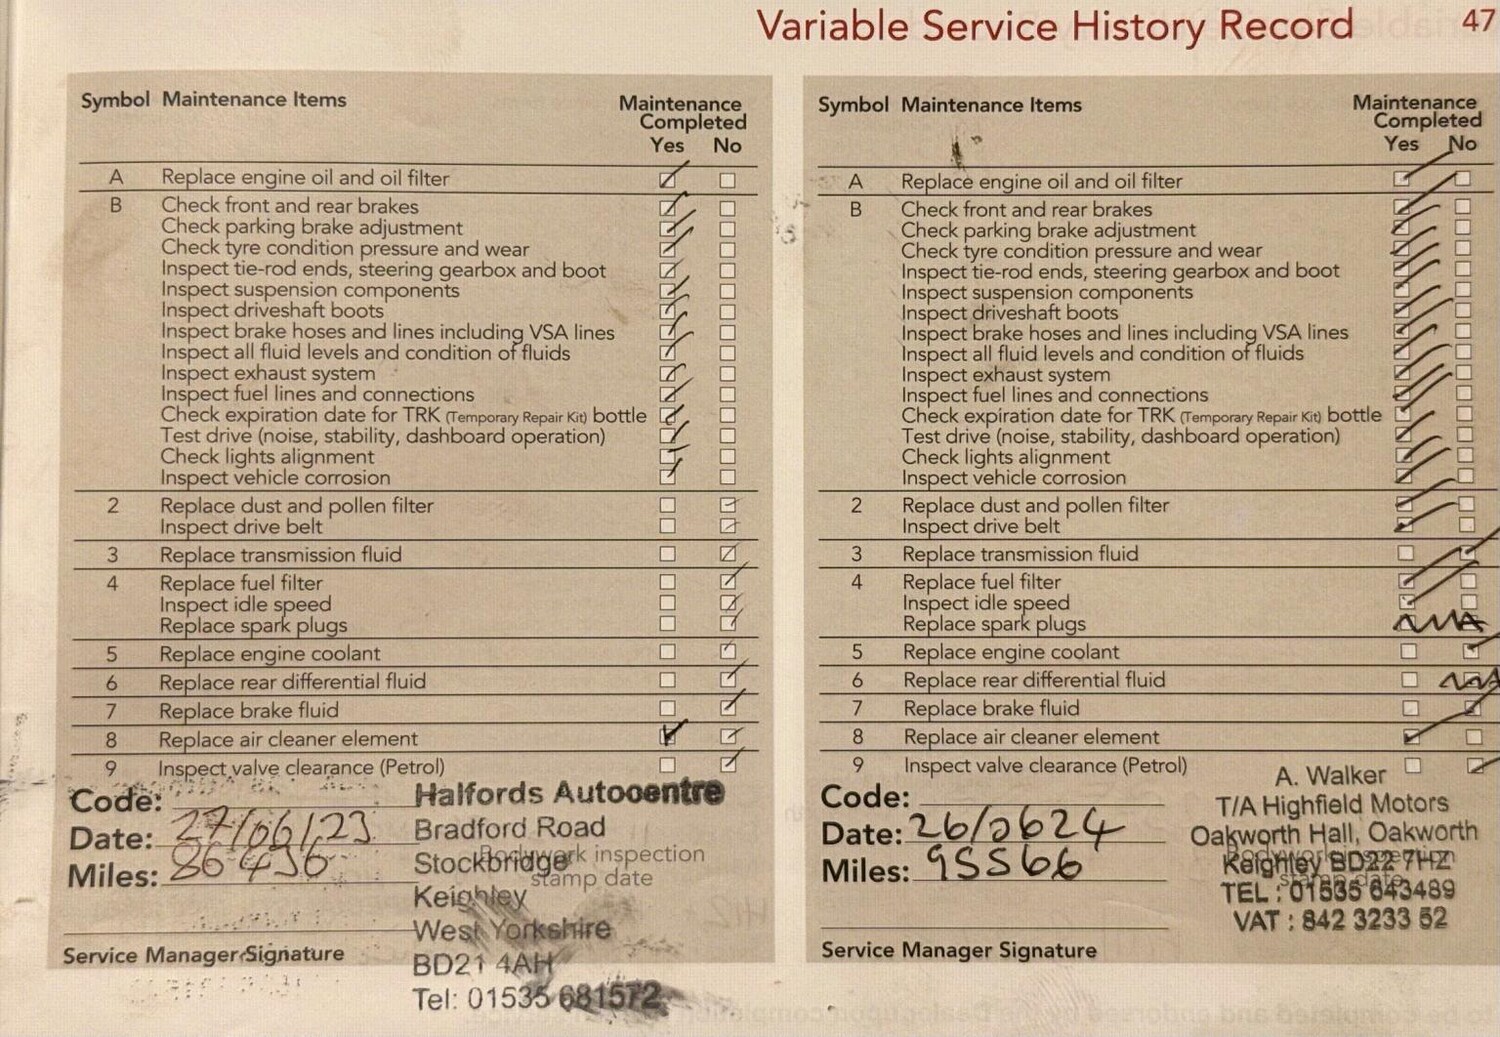 Variable Service History Record 47
Symbol Maintenance Items Maintenance Completed
Yes No
A Replace engine oil and oil filter
B Check front and rear brakes
Check parking brake adjustment
Check tyre condition pressure and wear
Inspect tie-rod ends, steering gearbox and boot
Inspect suspension components
Inspect driveshaft boots
Inspect brake hoses and lines including VSA lines
Inspect all fluid levels and condition of fluids
Inspect exhaust system
Inspect fuel lines and connections
Check expiration date for TRK (Temporary Repair Kit) bottle
Test drive (noise, stability, dashboard operation)
Check lights alignment
Inspect vehicle corrosion
2 Replace dust and pollen filter
Inspect drive belt
3 Replace transmission fluid
4 Replace fuel filter
Inspect idle speed
Replace spark plugs
5 Replace engine coolant
6 Replace rear differential fluid
7 Replace brake fluid
8 Replace air cleaner element
9 Inspect valve clearance (Petrol)
Code:
Date: 27/06/23
Miles: 86436
Service Manager Signature
Halfords Autocentre
Bradford Road
Stockbridge
Keighley
West Yorkshire
BD21 4AH
Tel: 01535 681572
Bodywork inspection
stamp date
Symbol Maintenance Items Maintenance Completed
Yes No
A Replace engine oil and oil filter
B Check front and rear brakes
Check parking brake adjustment
Check tyre condition pressure and wear
Inspect tie-rod ends, steering gearbox and boot
Inspect suspension components
Inspect driveshaft boots
Inspect brake hoses and lines including VSA lines
Inspect all fluid levels and condition of fluids
Inspect exhaust system
Inspect fuel lines and connections
Check expiration date for TRK (Temporary Repair Kit) bottle
Test drive (noise, stability, dashboard operation)
Check lights alignment
Inspect vehicle corrosion
2 Replace dust and pollen filter
Inspect drive belt
3 Replace transmission fluid
4 Replace fuel filter
Inspect idle speed
Replace spark plugs
5 Replace engine coolant
6 Replace rear differential fluid
7 Replace brake fluid
8 Replace air cleaner element
9 Inspect valve clearance (Petrol)
Code:
Date: 26/0624
Miles: 95566
Service Manager Signature
A. Walker
T/A Highfield Motors
Oakworth Hall, Oakworth
Keighley BD22 7HZ
TEL : 01535 643489
VAT : 842 3233 52
Bodywork inspection
stamp date